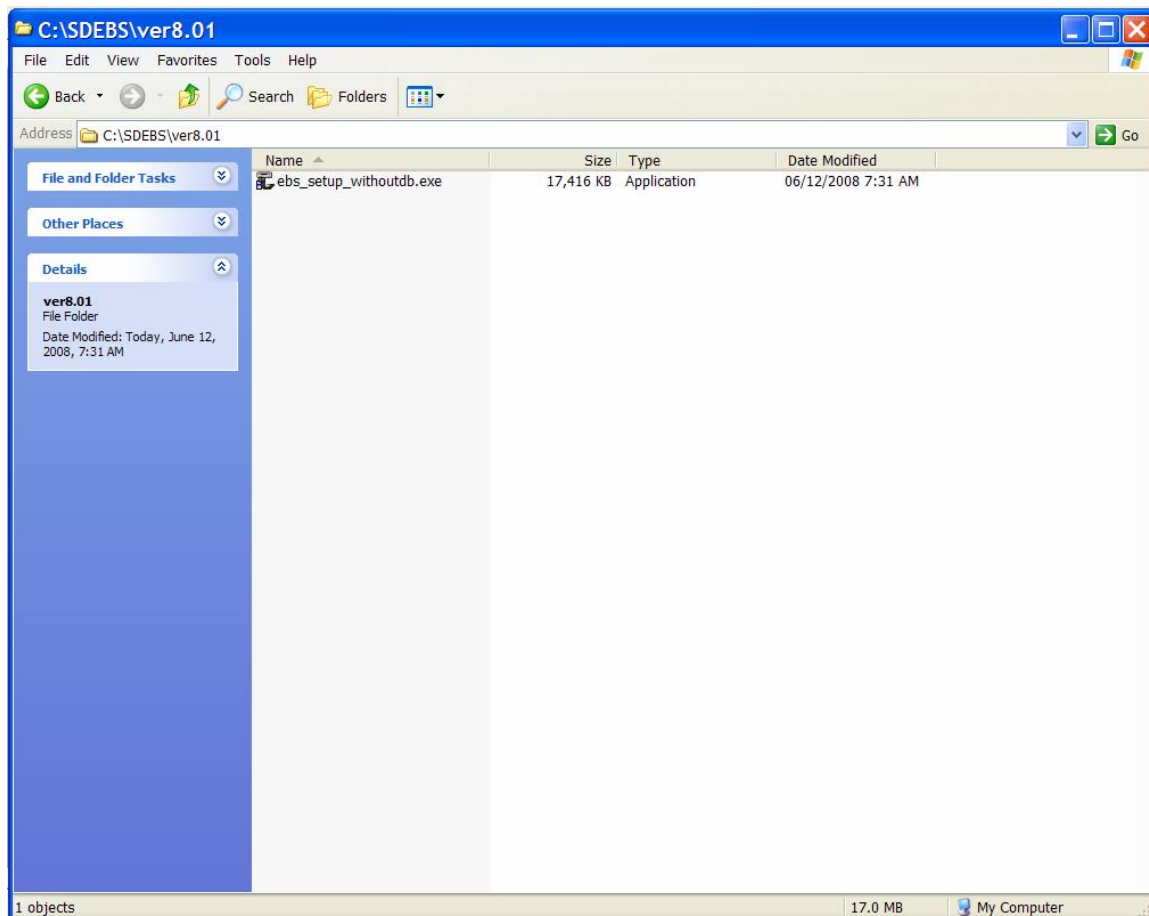 C:\SDEBS\ver8.01
File Edit View Favorites Tools Help
Back Search Folders
Address C:\SDEBS\ver8.01 Go
Name Size Type Date Modified
ebs_setup_withoutdb.exe 17,416 KB Application 06/12/2008 7:31 AM
File and Folder Tasks
Other Places
Details
ver8.01
File Folder
Date Modified: Today, June 12,
2008, 7:31 AM
1 objects 17.0 MB My Computer